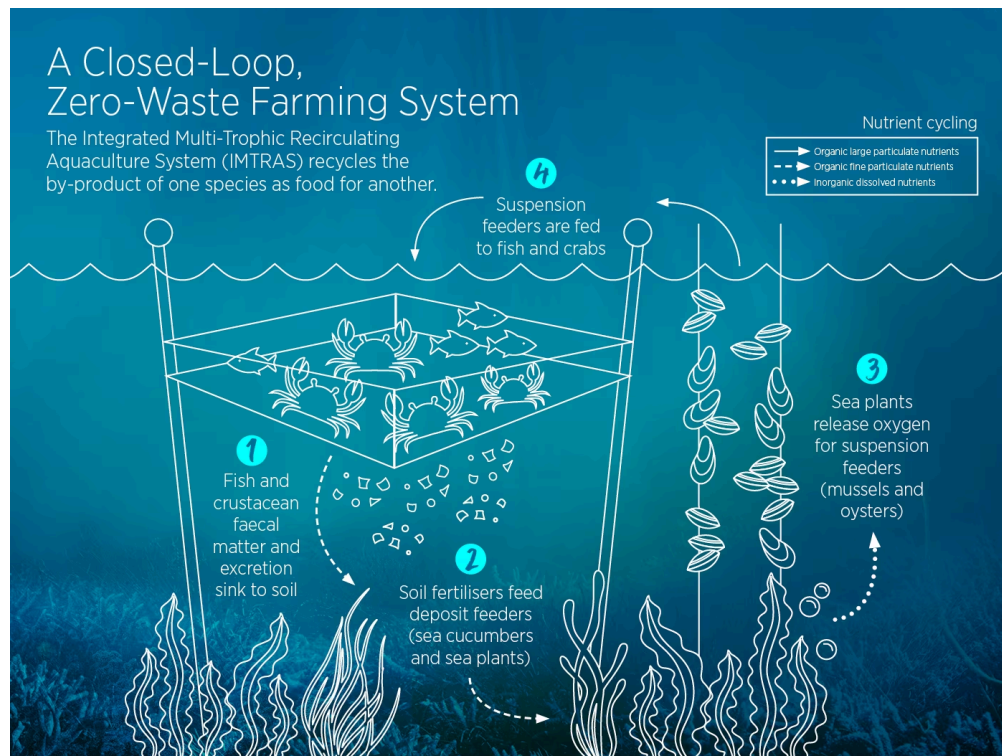 A Closed-Loop,
Zero-Waste Farming System
The Integrated Multi-Trophic Recirculating
Aquaculture System (IMTRAS) recycles the
by-product of one species as food for another.
Nutrient cycling
Organic large particulate nutrients
Organic fine particulate nutrients
Inorganic dissolved nutrients
4
Suspension
feeders are fed
to fish and crabs
3
Sea plants
release oxygen
for suspension
feeders
(mussels and
oysters)
1
Fish and
crustacean
faecal
matter and
excretion
sink to soil
2
Soil fertilisers feed
deposit feeders
(sea cucumbers
and sea plants)